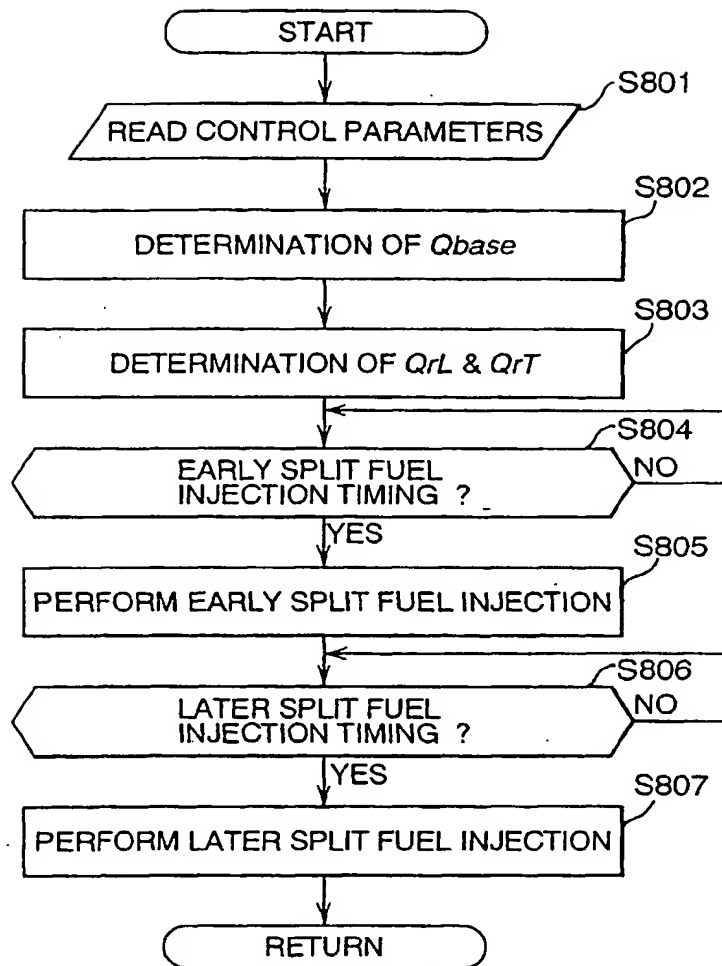 START
S801
READ CONTROL PARAMETERS
S802
DETERMINATION OF Qbase
S803
DETERMINATION OF QrL & QrT
S804
EARLY SPLIT FUEL
INJECTION TIMING ?
NO
YES
S805
PERFORM EARLY SPLIT FUEL INJECTION
S806
LATER SPLIT FUEL
INJECTION TIMING ?
NO
YES
S807
PERFORM LATER SPLIT FUEL INJECTION
RETURN